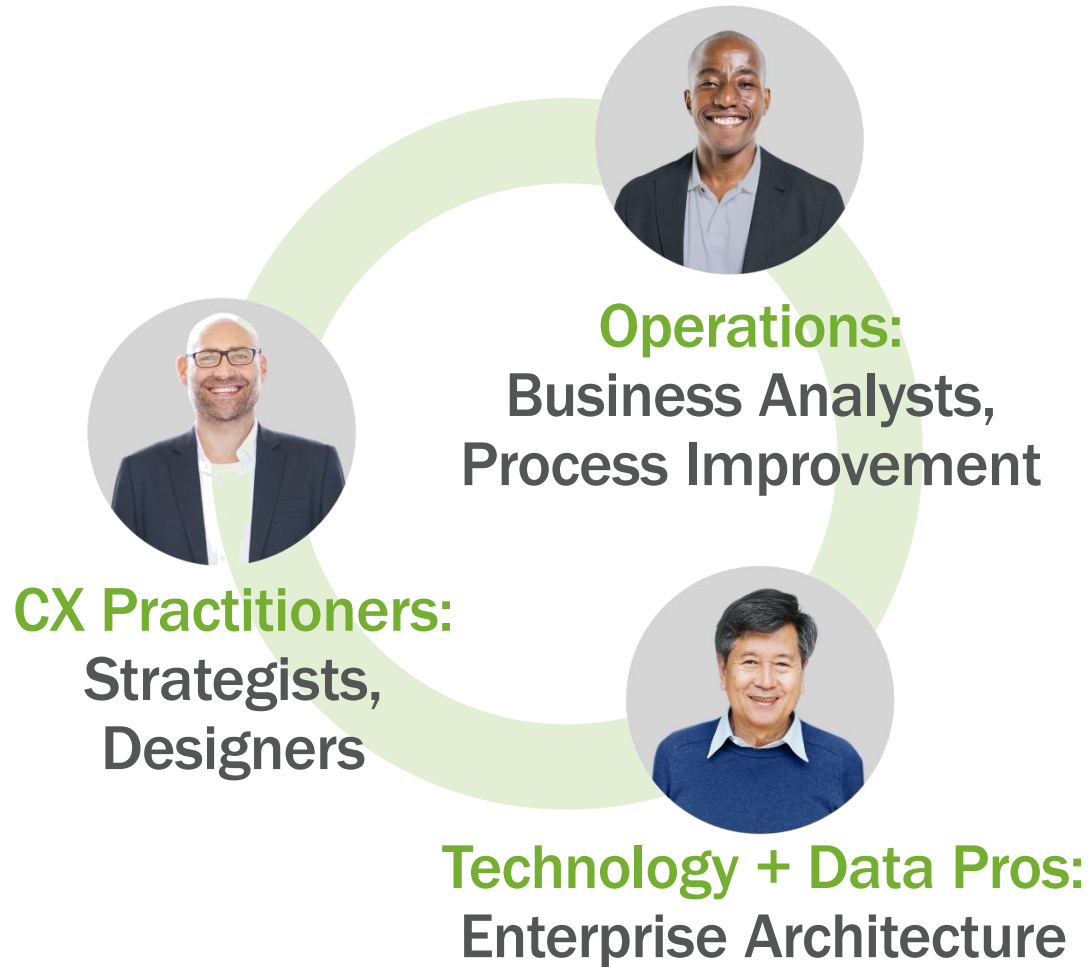 Operations:
Business Analysts,
Process Improvement
CX Practitioners:
Strategists,
Designers
Technology + Data Pros:
Enterprise Architecture